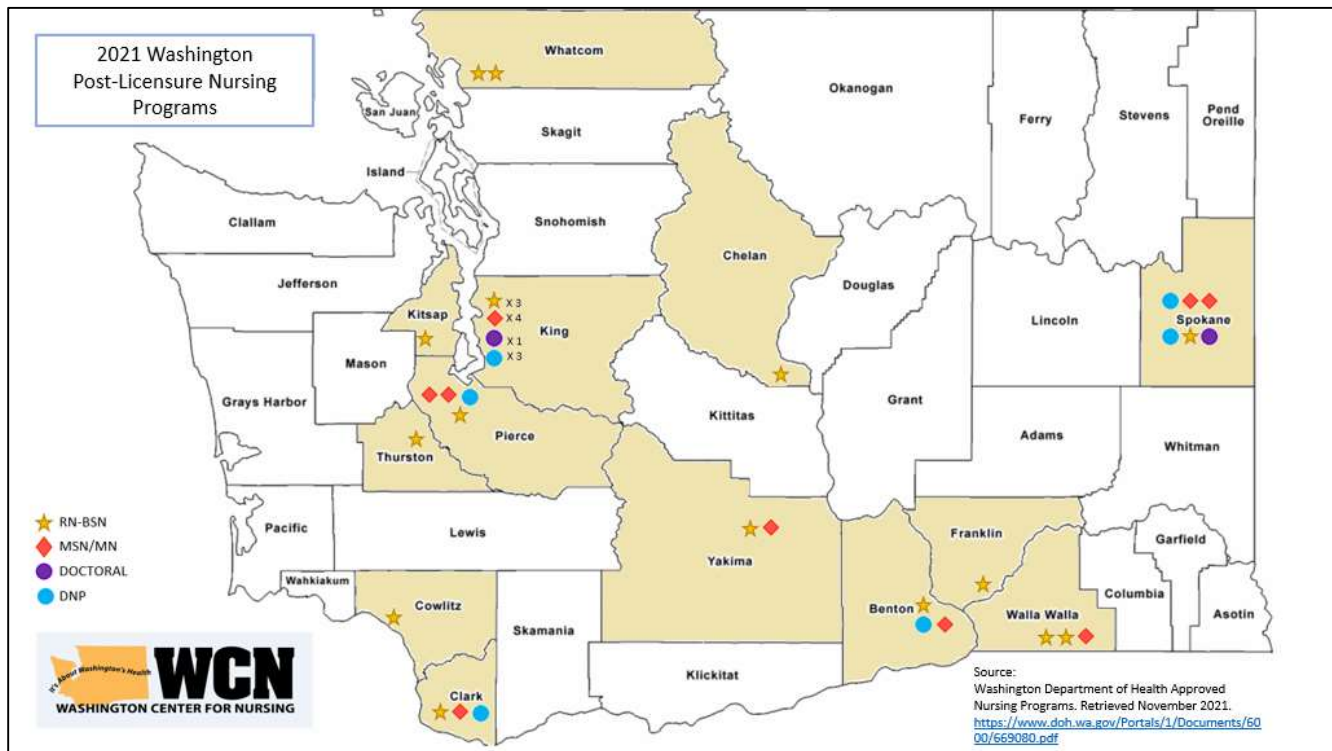 2021 Washington
Post-Licensure Nursing
Programs
Whatcom
San Juan
Skagit
Okanogan
Ferry
Stevens
Pend
Oreille
Island
Clallam
Snohomish
Chelan
Jefferson
Douglas
Kitsap
X 3
X 4
King
X 1
X 3
Lincoln
Spokane
Mason
Grays Harbor
Kittitas
Grant
Pierce
Adams
Whitman
Thurston
RN-BSN
MSN/MN
DOCTORAL
DNP
Pacific
Lewis
Yakima
Franklin
Garfield
Wahkiakum
Columbia
Cowlitz
Benton
Walla Walla
Asotin
Skamania
Klickitat
Clark
It's About Washington's Health
WCN
WASHINGTON CENTER FOR NURSING
Source:
Washington Department of Health Approved
Nursing Programs. Retrieved November 2021.
https://www.doh.wa.gov/Portals/1/Documents/60
00/669080.pdf